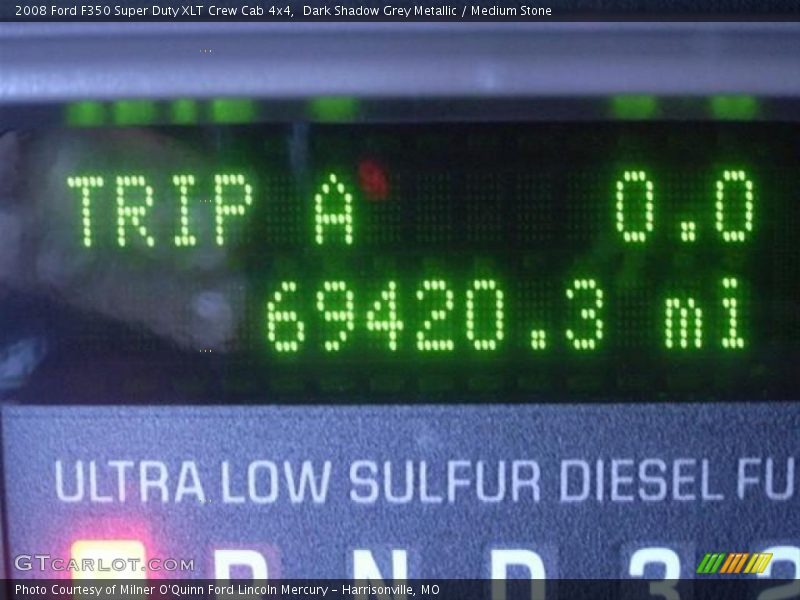 2008 Ford F350 Super Duty XLT Crew Cab 4x4, Dark Shadow Grey Metallic / Medium Stone
TRIP A 0.0
69420.3 mi
ULTRA LOW SULFUR DIESEL FU
R N D 3 2
GTCARLOT.COM
Photo Courtesy of Milner O'Quinn Ford Lincoln Mercury - Harrisonville, MO